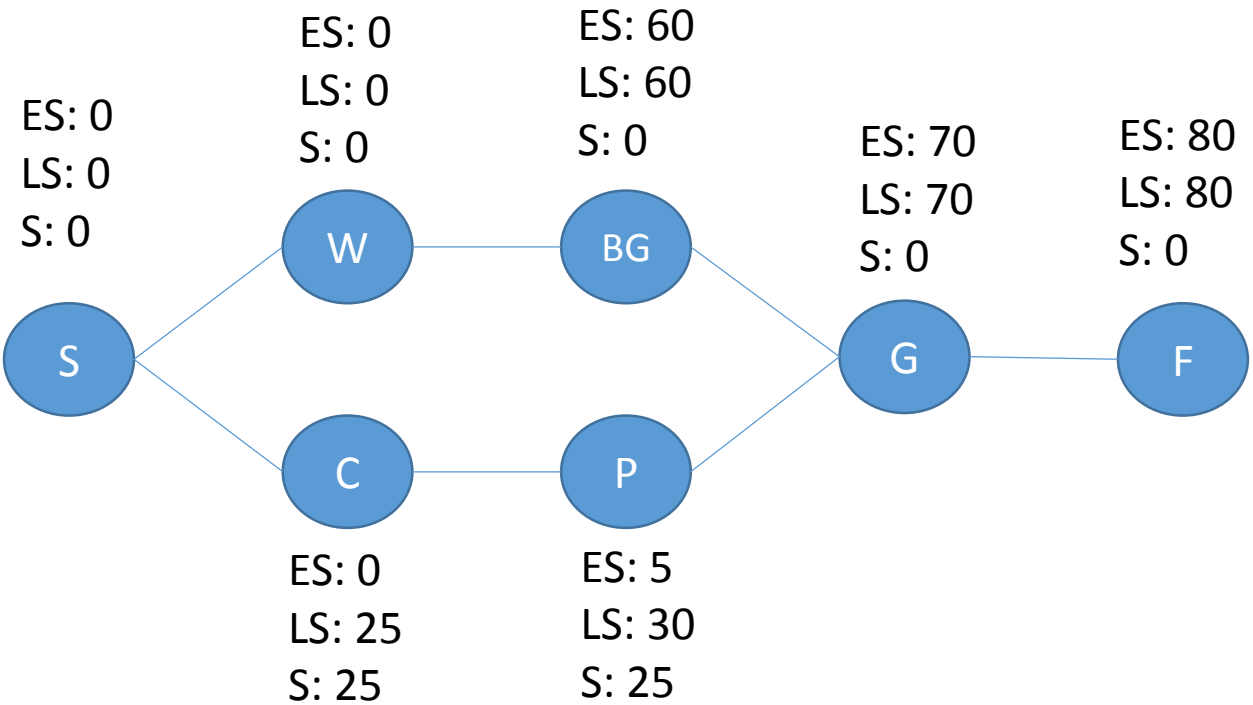 ES: 0
LS: 0
S: 0
S
ES: 0
LS: 0
S: 0
W
ES: 60
LS: 60
S: 0
BG
C
ES: 0
LS: 25
S: 25
P
ES: 5
LS: 30
S: 25
ES: 70
LS: 70
S: 0
G
ES: 80
LS: 80
S: 0
F